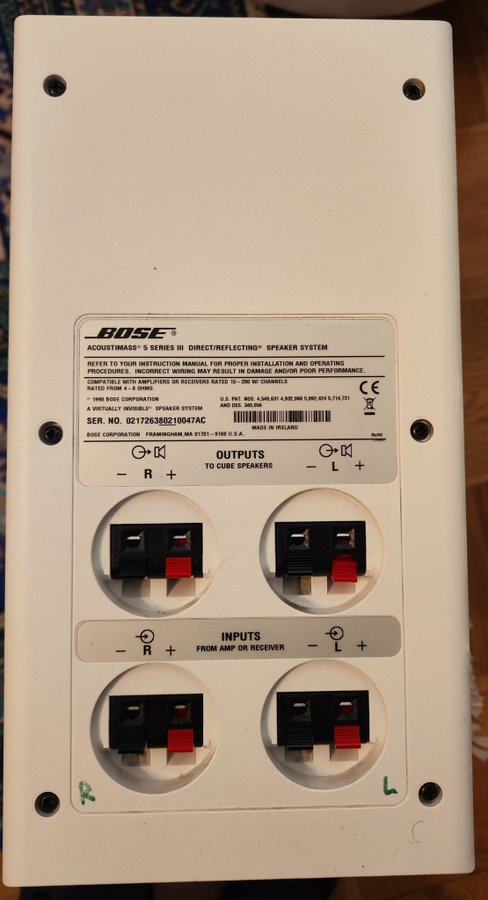 BOSE®
ACOUSTIMASS® 5 SERIES III DIRECT/REFLECTING® SPEAKER SYSTEM
REFER TO YOUR INSTRUCTION MANUAL FOR PROPER INSTALLATION AND OPERATING
PROCEDURES. INCORRECT WIRING MAY RESULT IN DAMAGE AND/OR POOR PERFORMANCE.
COMPATIBLE WITH AMPLIFIERS OR RECEIVERS RATED 10 - 200 W/ CHANNELS
RATED FROM 4 - 8 OHMS.
CE
© 1990 BOSE CORPORATION
U.S. PAT. NOS. 4,549,631 4,932,060 5,092,424 5,714,721
AND DES. 340,056
A VIRTUALLY INVISIBLE® SPEAKER SYSTEM
SER. NO. 021726380210047AC
MADE IN IRELAND
BOSE CORPORATION FRAMINGHAM, MA 01701 - 9168 U.S.A.
RoHS
OUTPUTS
TO CUBE SPEAKERS
− R +
− L +
INPUTS
FROM AMP OR RECEIVER
− R +
− L +
R
L